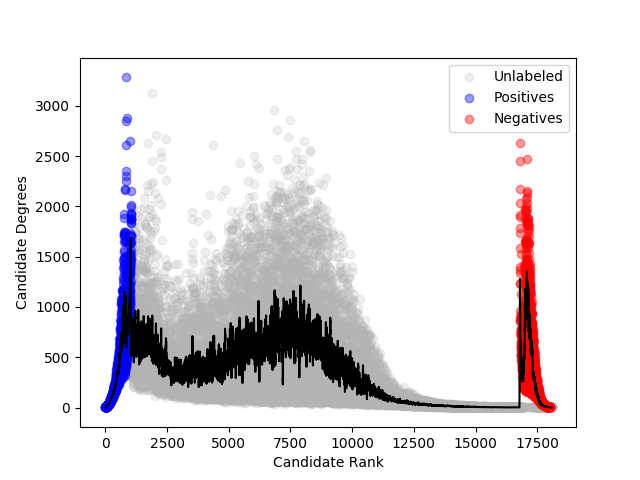 Unlabeled
Positives
Negatives
3000
2500
2000
1500
1000
500
0
Candidate Degrees
0 2500 5000 7500 10000 12500 15000 17500
Candidate Rank